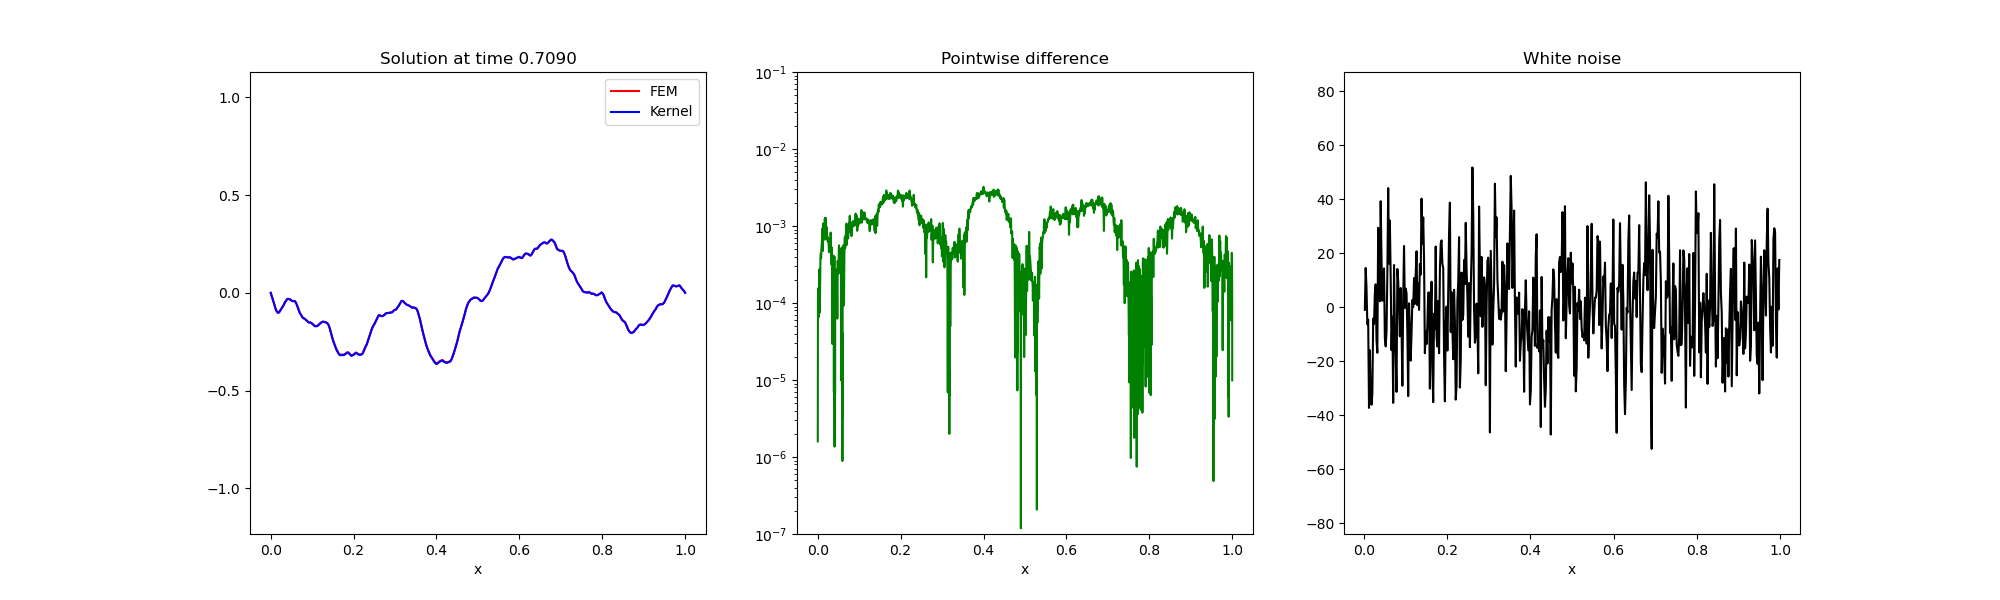 Solution at time 0.7090
1.0
0.5
0.0
−0.5
−1.0
0.0 0.2 0.4 0.6 0.8 1.0
x
FEM
Kernel
Pointwise difference
10⁻¹
10⁻²
10⁻³
10⁻⁴
10⁻⁵
10⁻⁶
10⁻⁷
0.0 0.2 0.4 0.6 0.8 1.0
x
White noise
80
60
40
20
0
−20
−40
−60
−80
0.0 0.2 0.4 0.6 0.8 1.0
x